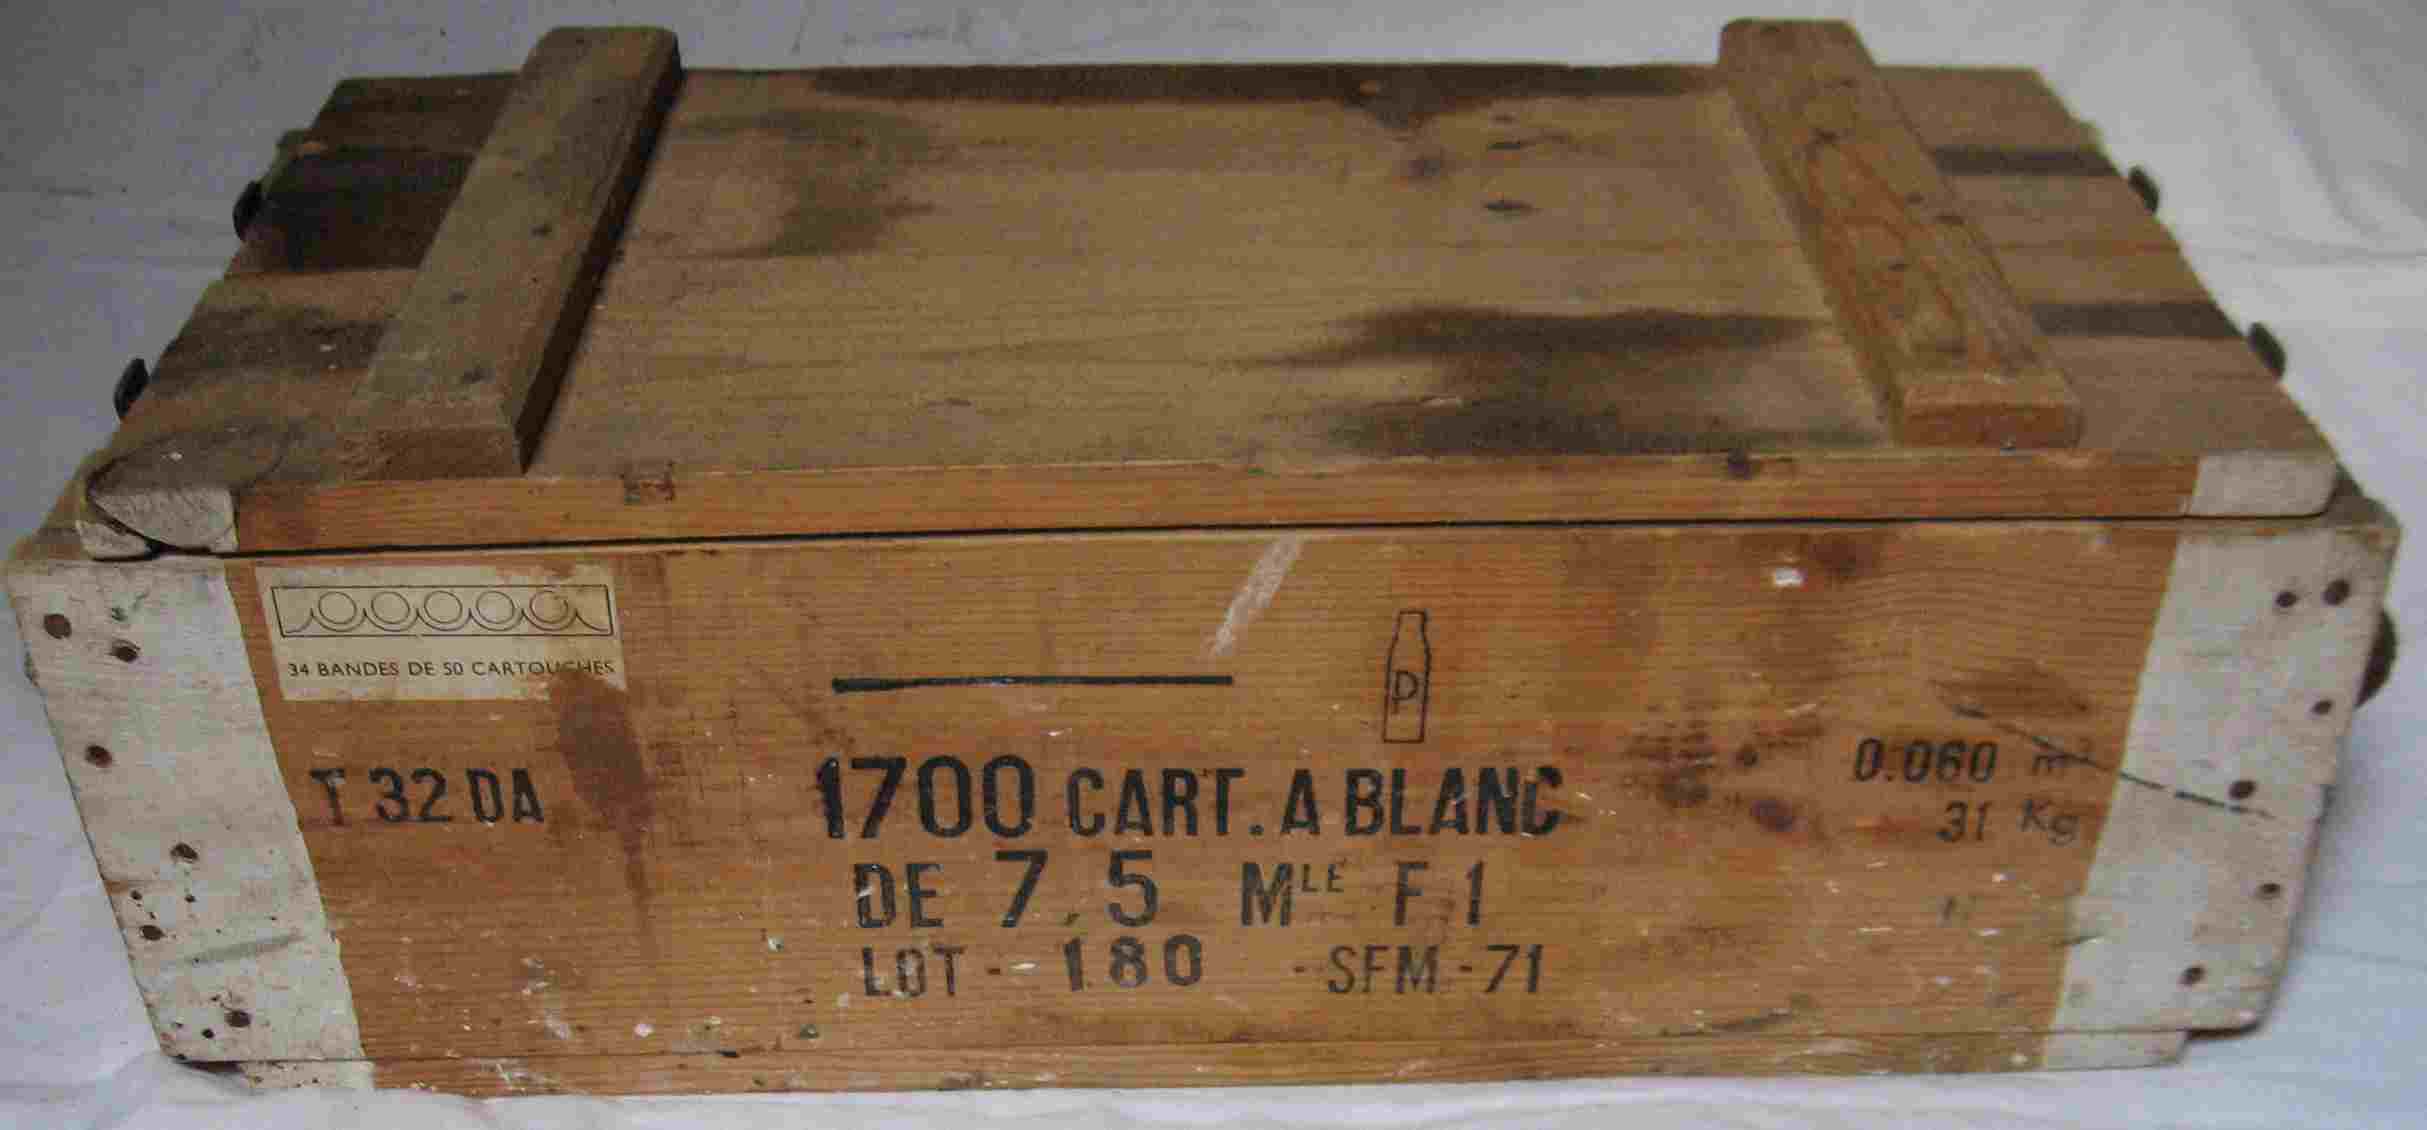 34 BANDES DE 50 CARTOUCHES
P
T 32 DA
1700 CART. A BLANC
DE 7,5 MLE F.1
LOT - 180 - SFM - 71
0.060 m3
31 Kg